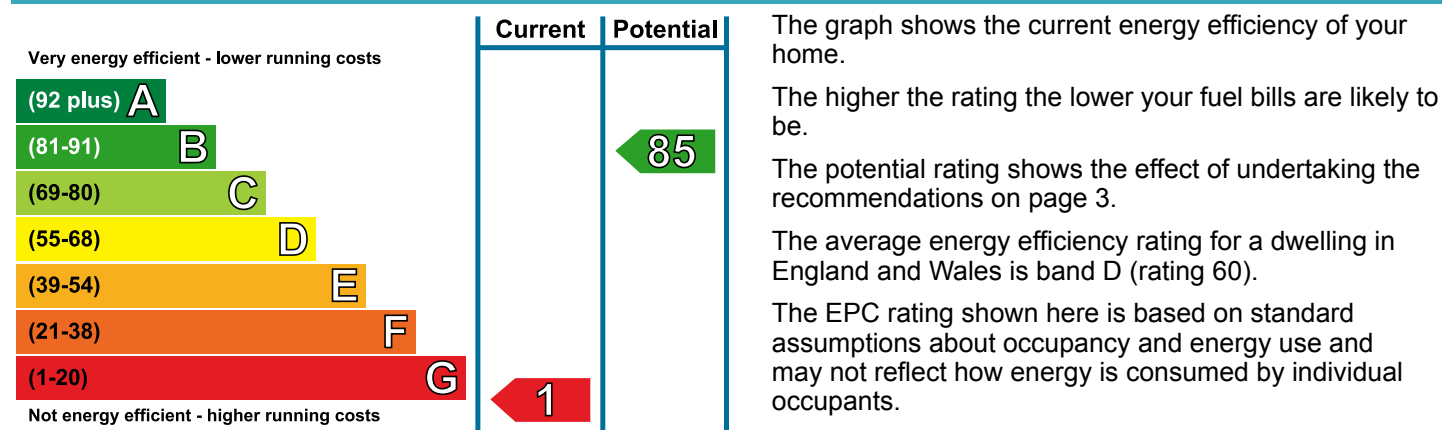 Current Potential
Very energy efficient - lower running costs
(92 plus) A
(81-91) B
85
(69-80) C
(55-68) D
(39-54) E
(21-38) F
(1-20) G
1
Not energy efficient - higher running costs
The graph shows the current energy efficiency of your
home.
The higher the rating the lower your fuel bills are likely to
be.
The potential rating shows the effect of undertaking the
recommendations on page 3.
The average energy efficiency rating for a dwelling in
England and Wales is band D (rating 60).
The EPC rating shown here is based on standard
assumptions about occupancy and energy use and
may not reflect how energy is consumed by individual
occupants.